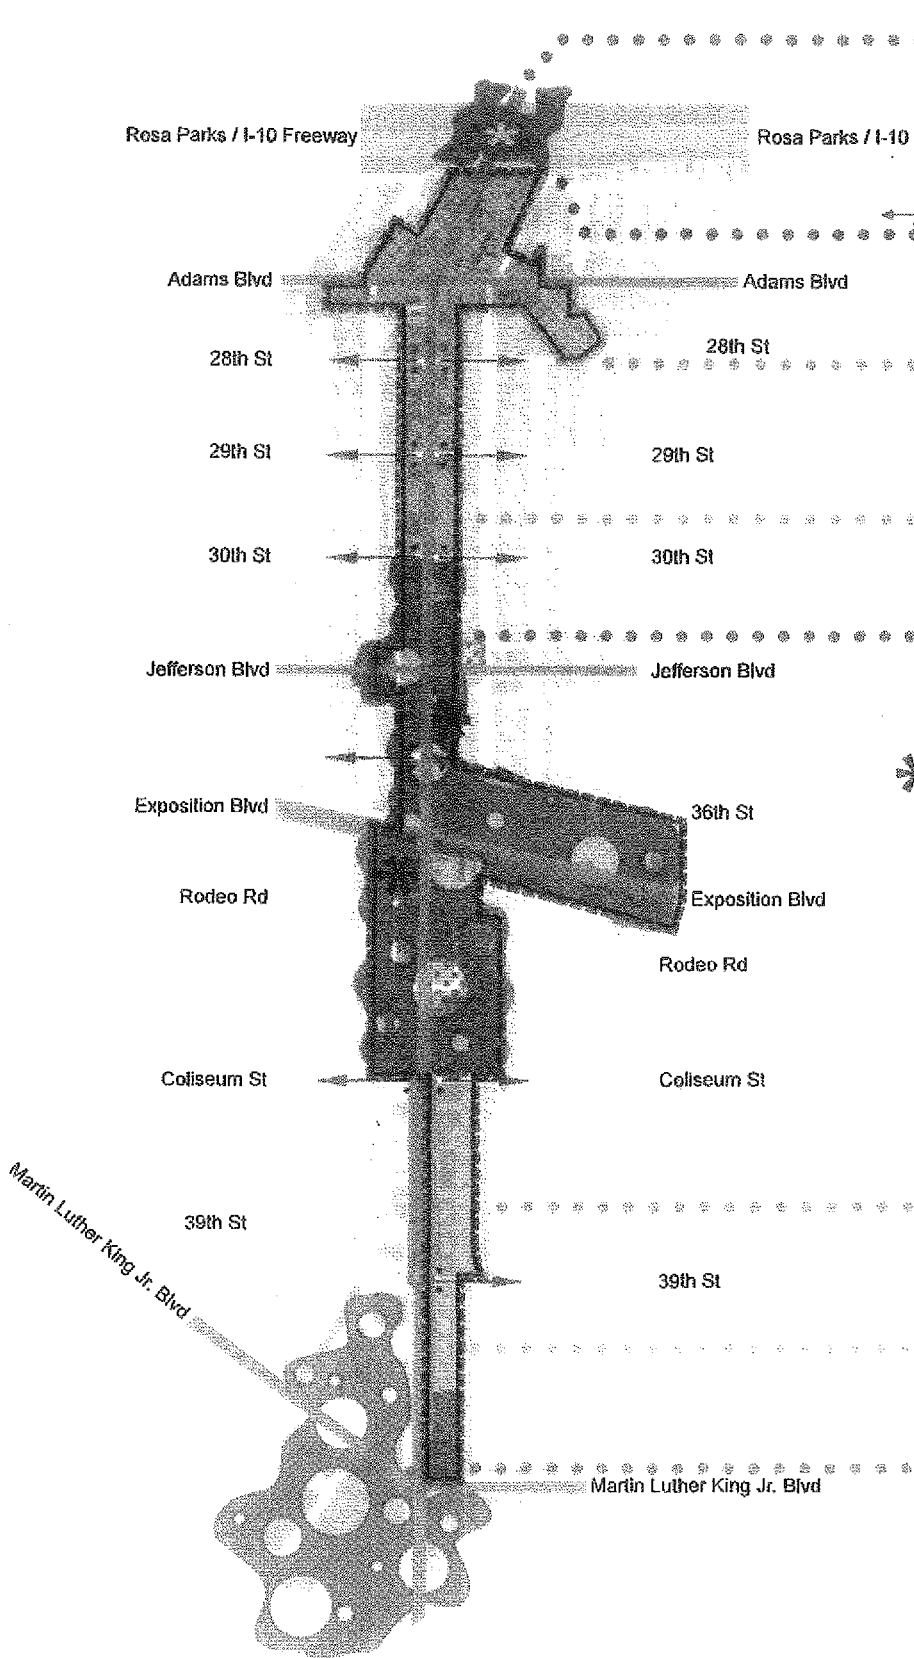 Rosa Parks / I-10 Freeway
Rosa Parks / I-10
Adams Blvd
Adams Blvd
28th St
28th St
29th St
29th St
30th St
30th St
Jefferson Blvd
Jefferson Blvd
Exposition Blvd
36th St
Rodeo Rd
Exposition Blvd
Rodeo Rd
Coliseum St
Coliseum St
Martin Luther King Jr. Blvd
39th St
39th St
Martin Luther King Jr. Blvd